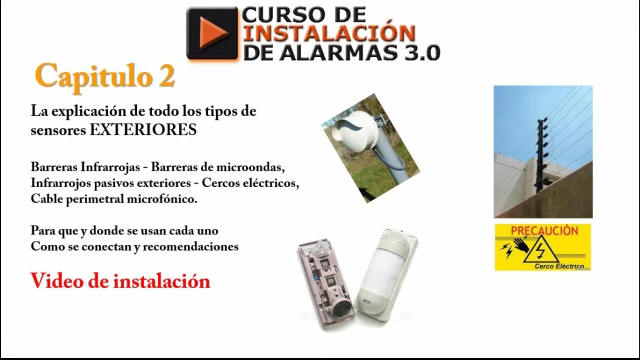 CURSO DE
INSTALACIÓN
DE ALARMAS 3.0
Capitulo 2
La explicación de todo los tipos de
sensores EXTERIORES
Barreras Infrarrojas - Barreras de microondas,
Infrarrojos pasivos exteriores - Cercos eléctricos,
Cable perimetral microfónico.
Para que y donde se usan cada uno
Como se conectan y recomendaciones
Video de instalación
PRECAUCIÓN
Cerco Eléctrico